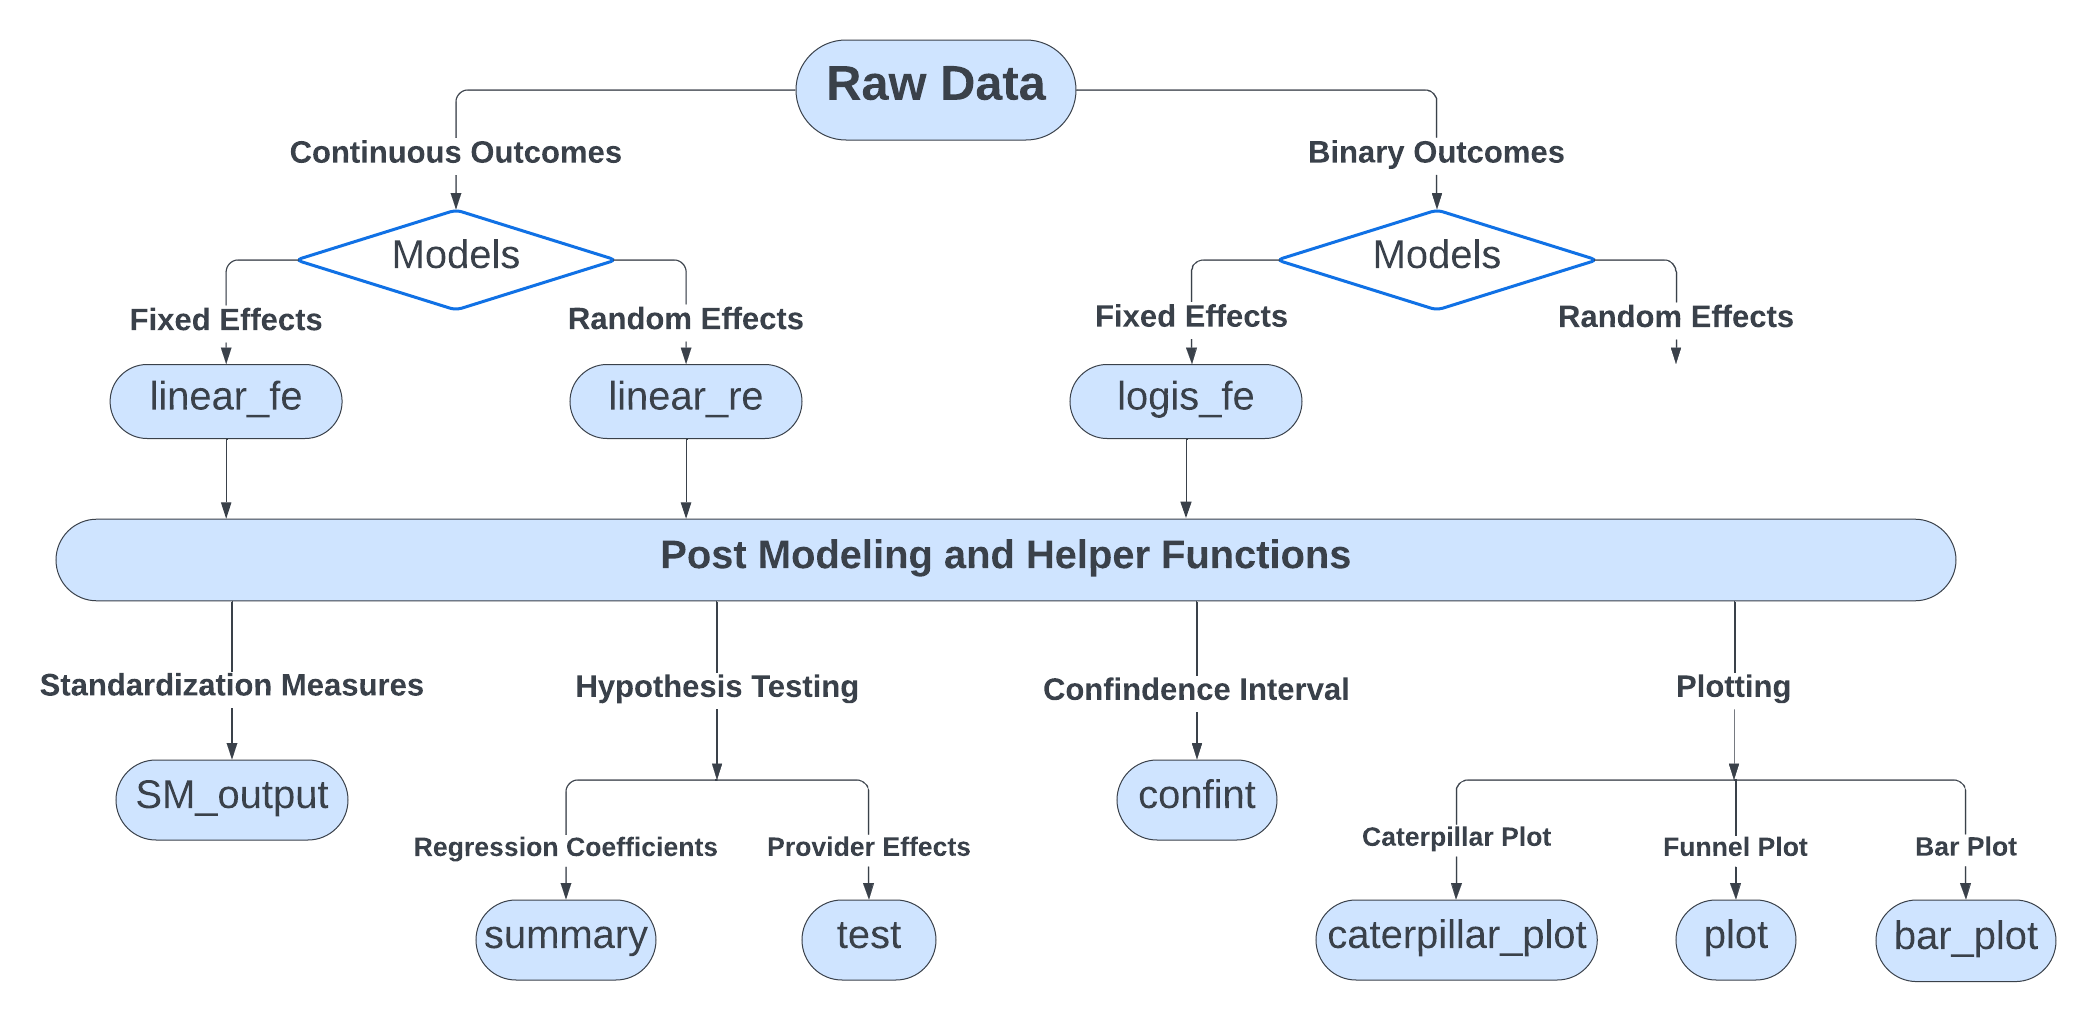 Raw Data
Continuous Outcomes
Binary Outcomes
Models
Models
Fixed Effects
Random Effects
Fixed Effects
Random Effects
linear_fe
linear_re
logis_fe
Post Modeling and Helper Functions
Standardization Measures
Hypothesis Testing
Confindence Interval
Plotting
SM_output
confint
Regression Coefficients
Provider Effects
Caterpillar Plot
Funnel Plot
Bar Plot
summary
test
caterpillar_plot
plot
bar_plot